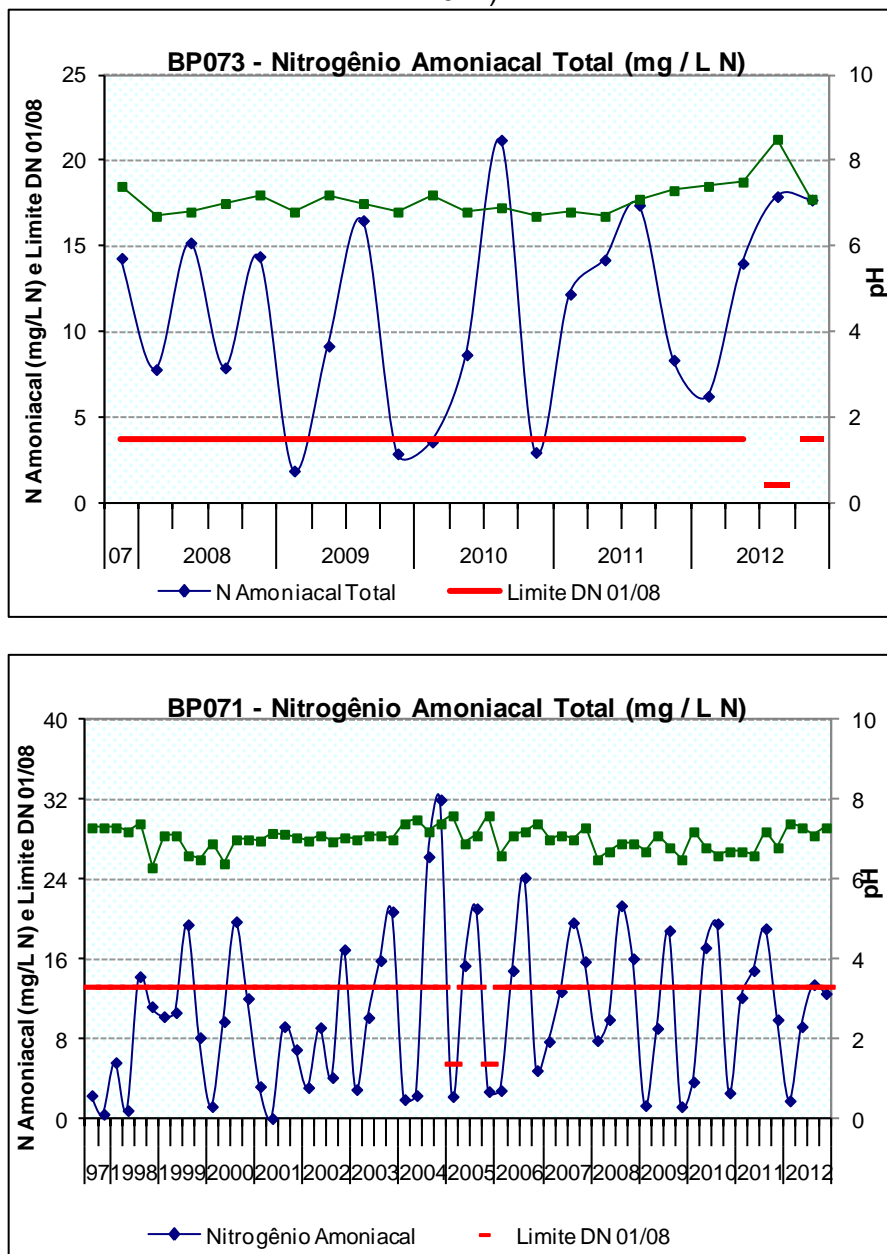 BP073 - Nitrogênio Amoniacal Total (mg / L N)
N Amoniacal (mg/L N) e Limite DN 01/08
25
20
15
10
5
0
10
8
6
4
2
0
pH
07 2008 2009 2010 2011 2012
N Amoniacal Total Limite DN 01/08
BP071 - Nitrogênio Amoniacal Total (mg / L N)
N Amoniacal (mg/L N) e Limite DN 01/08
40
32
24
16
8
0
10
8
6
4
2
0
pH
97 1998 1999 2000 2001 2002 2003 2004 2005 2006 2007 2008 2009 2010 2011 2012
Nitrogênio Amoniacal Limite DN 01/08